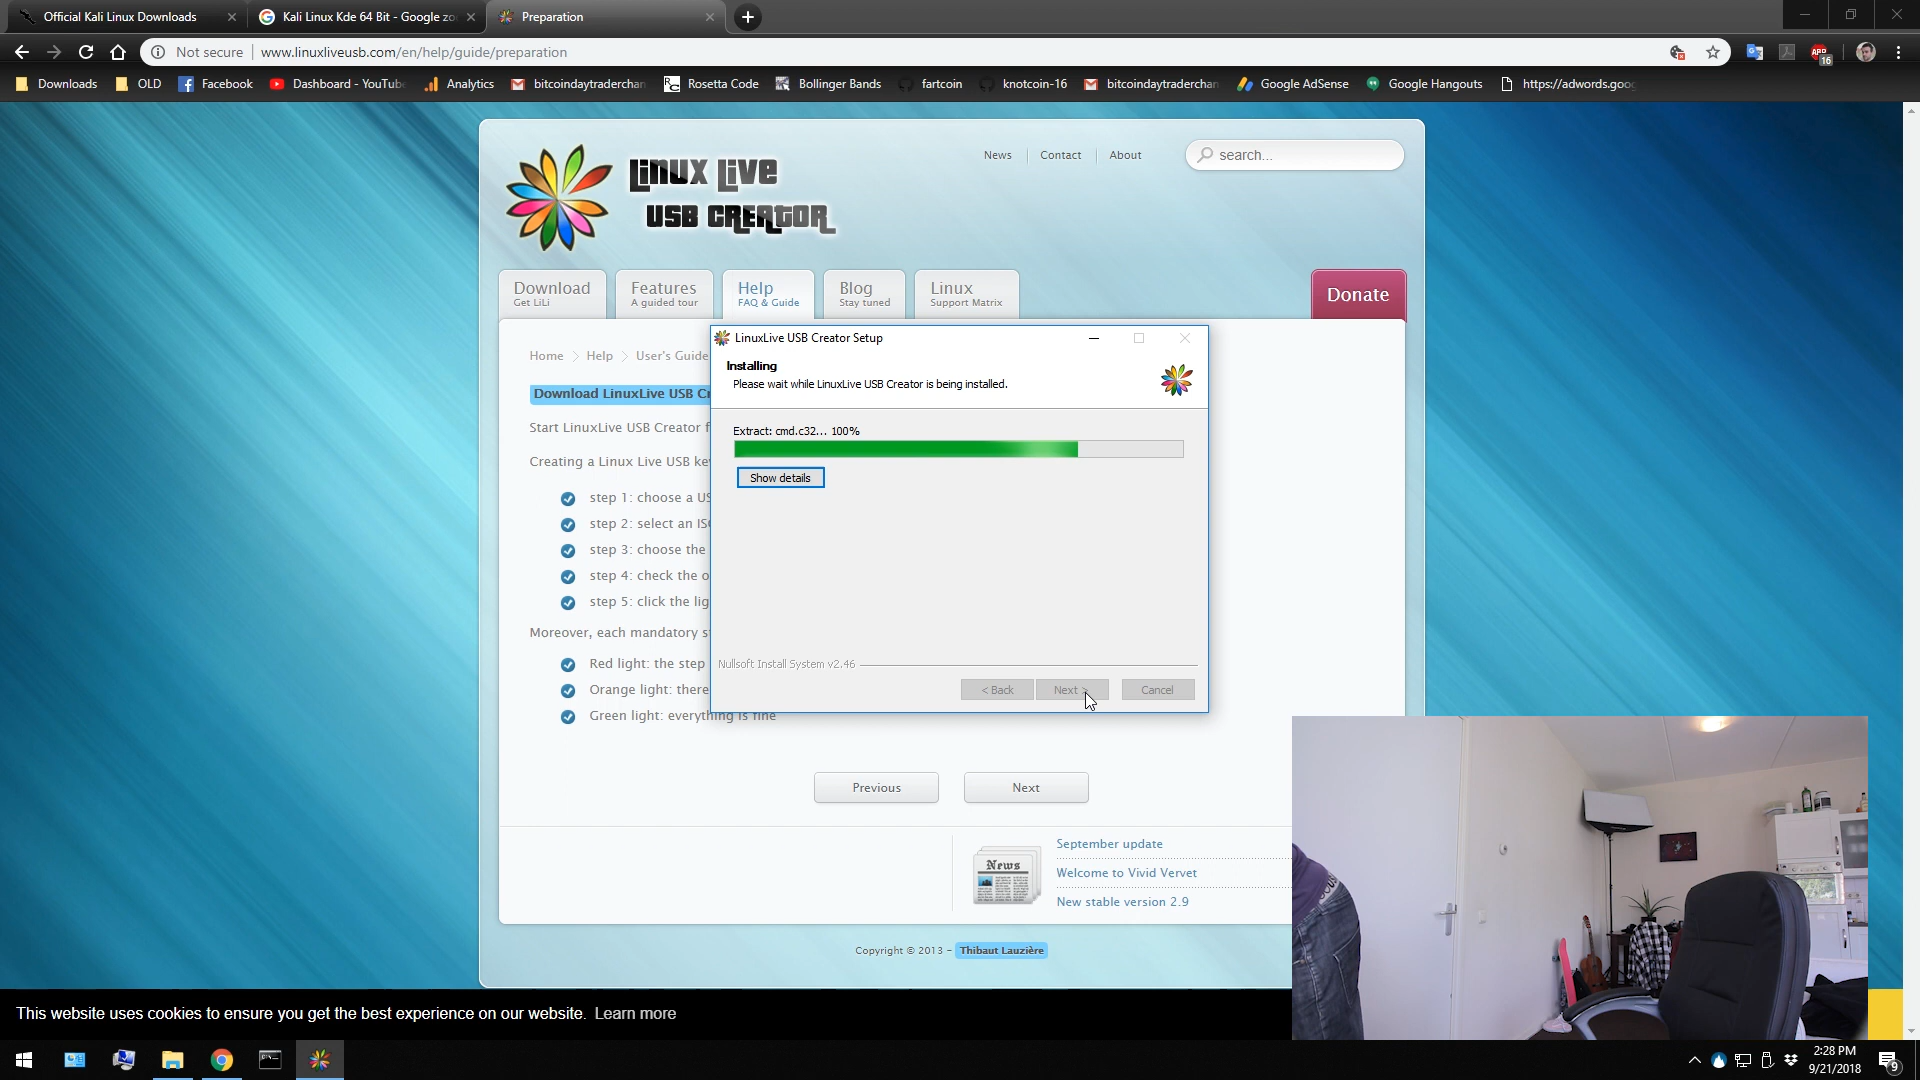 Official Kali Linux Downloads
Kali Linux Kde 64 Bit - Google zo
Preparation
Not secure
www.linuxliveusb.com/en/help/guide/preparation
16
Downloads
OLD
Facebook
Dashboard - YouTube
Analytics
bitcoindaytraderchan
Rosetta Code
Bollinger Bands
fartcoin
knotcoin-16
bitcoindaytraderchan
Google AdSense
Google Hangouts
https://adwords.goog
Linux Live
USB Creator
News
Contact
About
search...
Download
Get LiLi
Features
A guided tour
Help
FAQ & Guide
Blog
Stay tuned
Linux
Support Matrix
Donate
Home
Help
User's Guide
Download LinuxLive USB Cr
Start LinuxLive USB Creator f
Creating a Linux Live USB key
step 1: choose a US
step 2: select an ISO
step 3: choose the
step 4: check the o
step 5: click the lig
Moreover, each mandatory s
Red light: the step
Orange light: there
Green light: everything is fine
LinuxLive USB Creator Setup
Installing
Please wait while LinuxLive USB Creator is being installed.
Extract: cmd.c32... 100%
Show details
Nullsoft Install System v2.46
< Back
Next >
Cancel
Previous
Next
News
September update
Welcome to Vivid Vervet
New stable version 2.9
Copyright © 2013 - Thibaut Lauzière
This website uses cookies to ensure you get the best experience on our website. Learn more
2:28 PM
9/21/2018
9